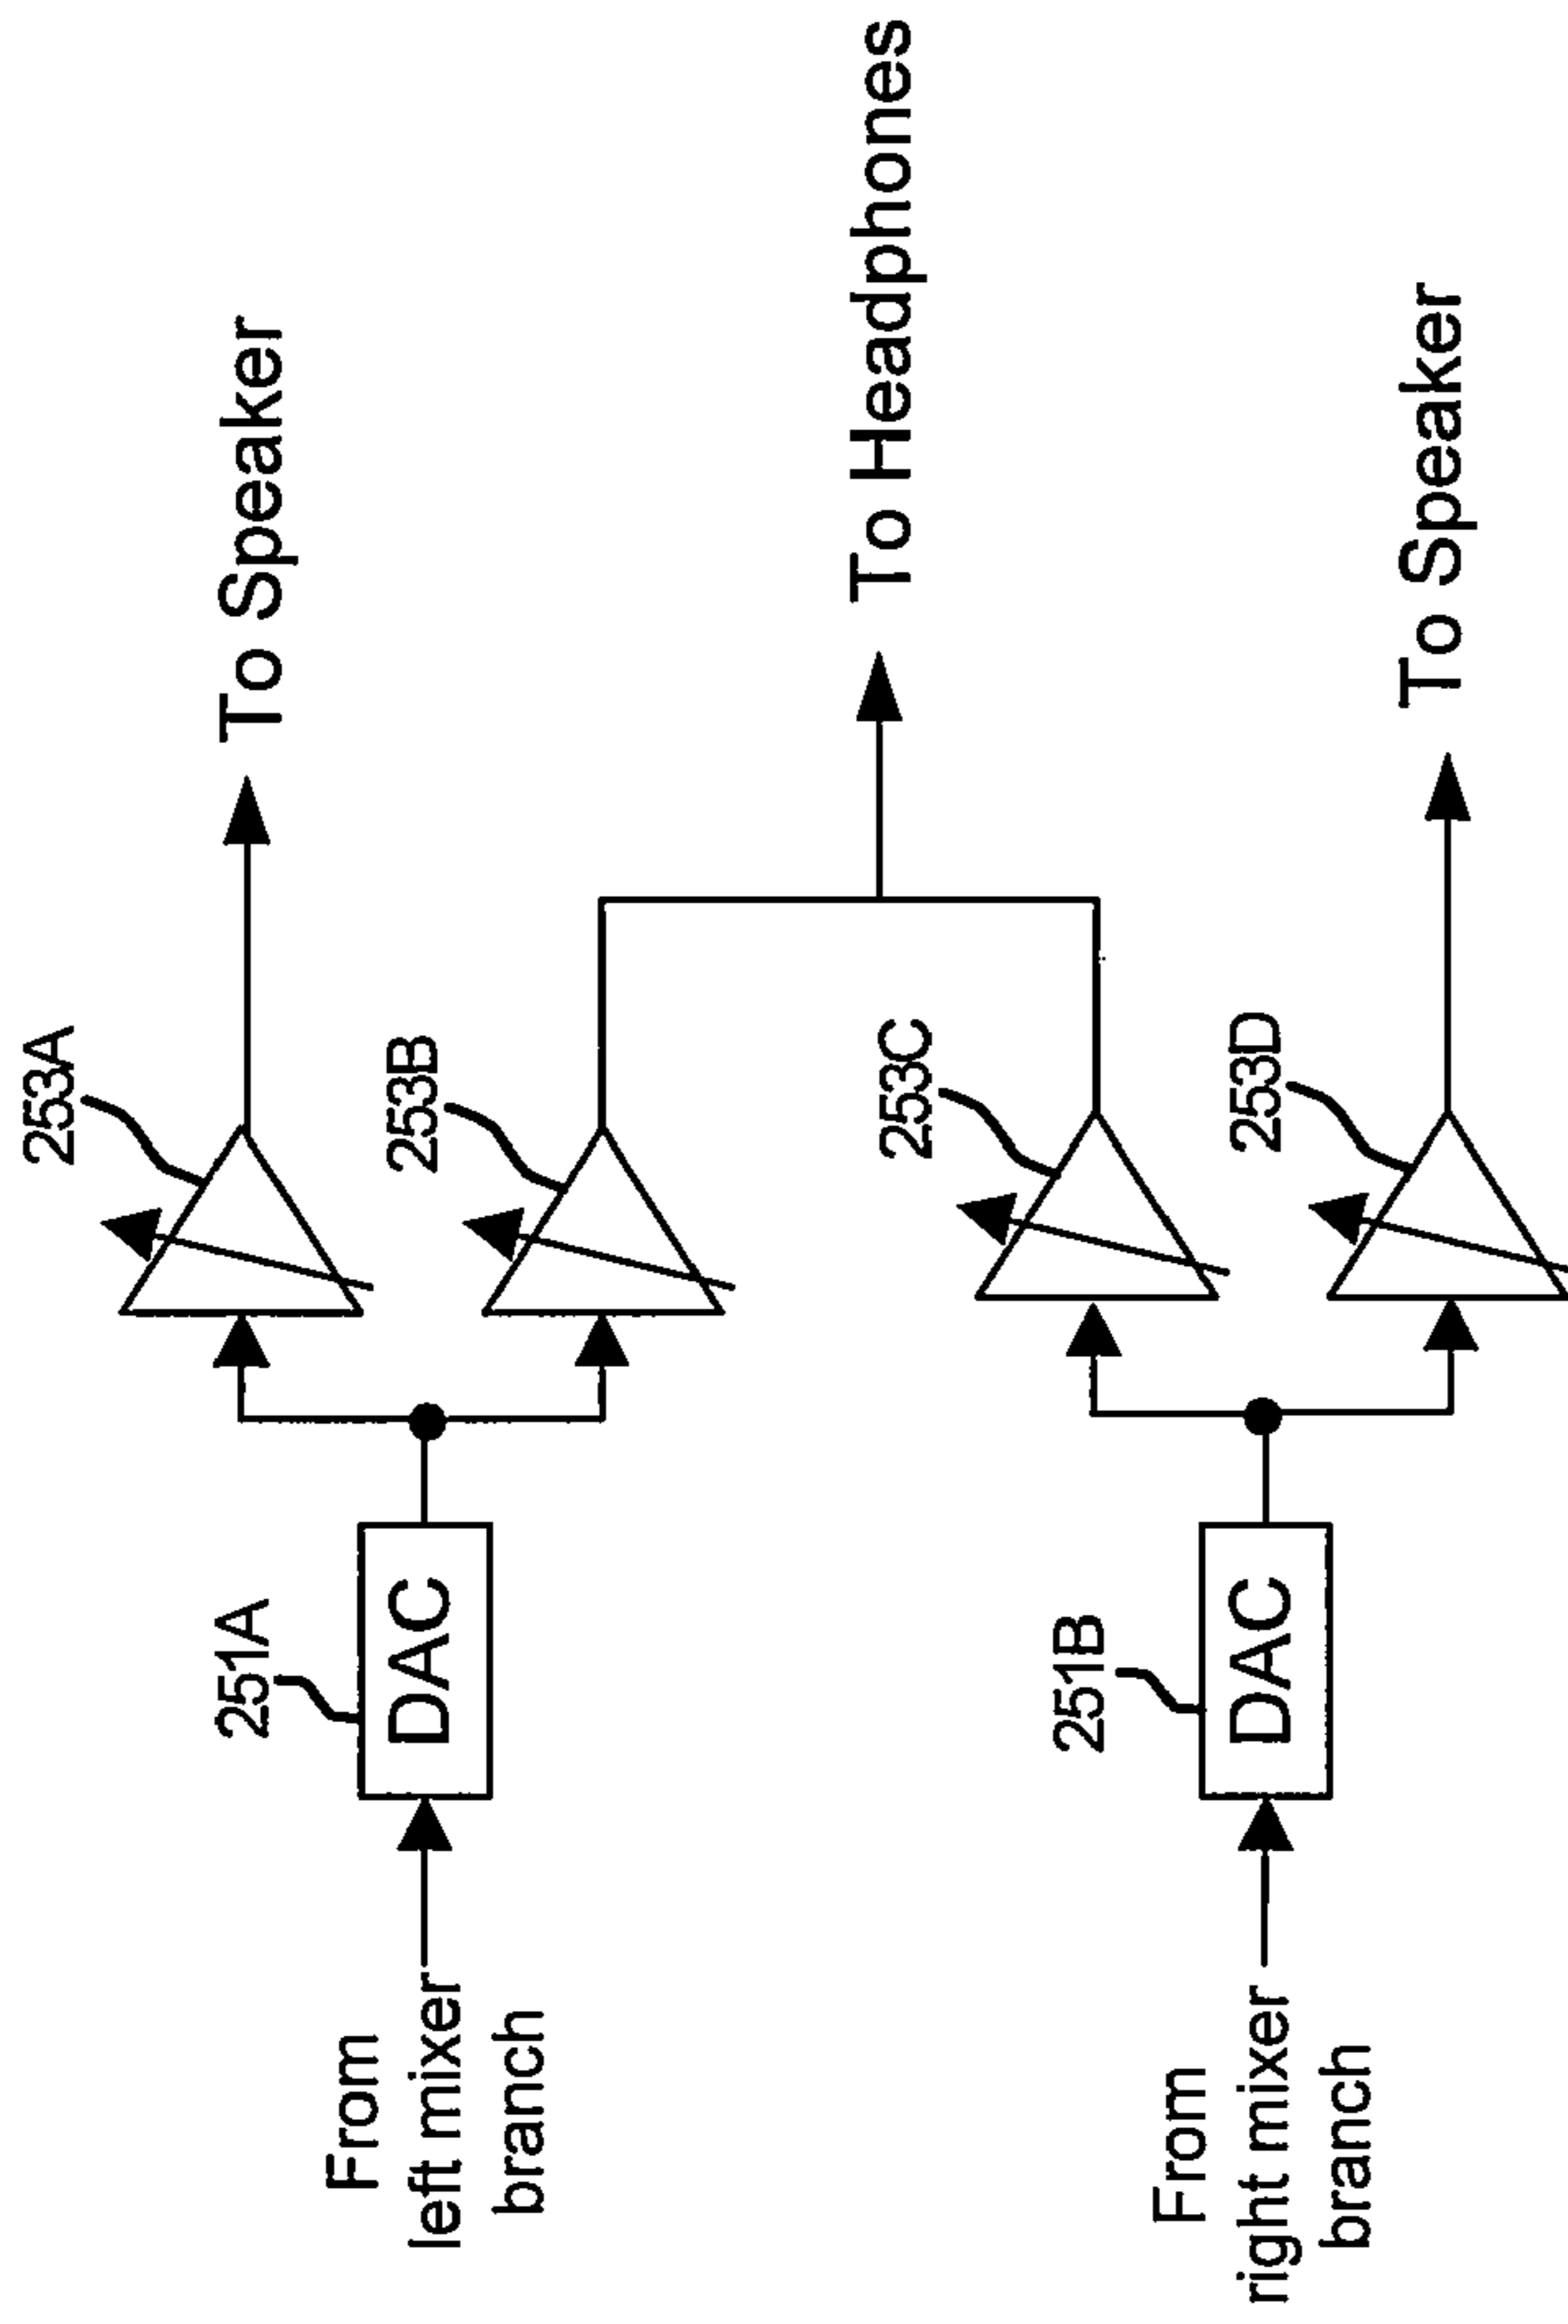 From
left mixer
branch
251A
DAC
253A
253B
To Speaker
To Headphones
From
right mixer
branch
251B
DAC
253C
253D
To Speaker